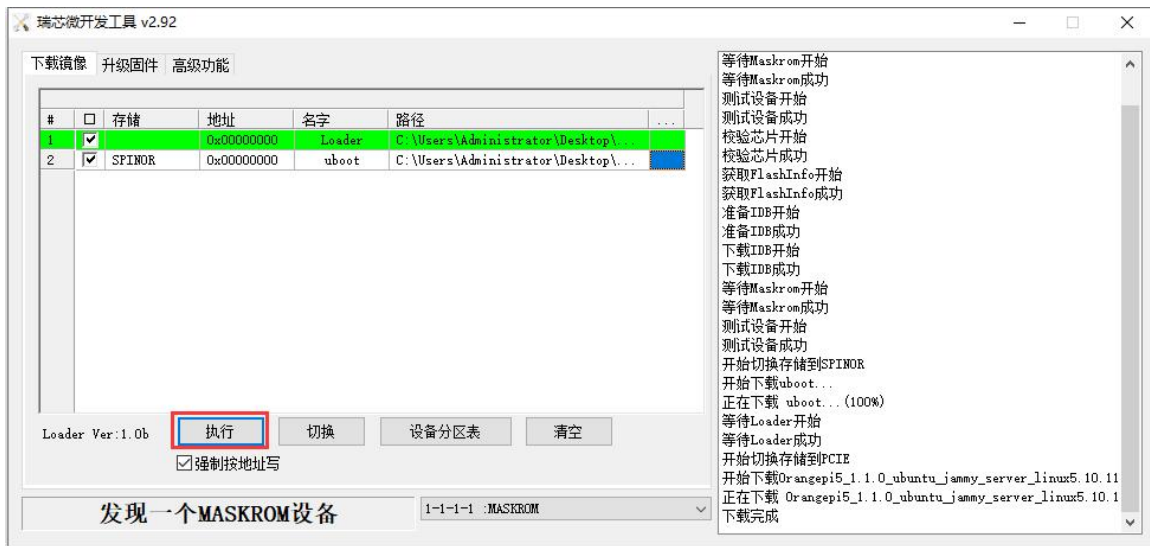 瑞芯微开发工具 v2.92
下载镜像 升级固件 高级功能
# 存储 地址 名字 路径 ...
1 0x00000000 Loader C:\Users\Administrator\Desktop\...
2 SPINOR 0x00000000 uboot C:\Users\Administrator\Desktop\...
Loader Ver:1.0b 执行 切换 设备分区表 清空
强制按地址写
发现一个MASKROM设备 1-1-1-1 :MASKROM
等待Maskrom开始
等待Maskrom成功
测试设备开始
测试设备成功
校验芯片开始
校验芯片成功
获取FlashInfo开始
获取FlashInfo成功
准备IDB开始
准备IDB成功
下载IDB开始
下载IDB成功
等待Maskrom开始
等待Maskrom成功
测试设备开始
测试设备成功
开始切换存储到SPINOR
开始下载uboot...
正在下载 uboot...(100%)
等待Loader开始
等待Loader成功
开始切换存储到PCIE
开始下载Orangepi5_1.1.0_ubuntu_jammy_server_linux5.10.11
正在下载 Orangepi5_1.1.0_ubuntu_jammy_server_linux5.10.1
下载完成